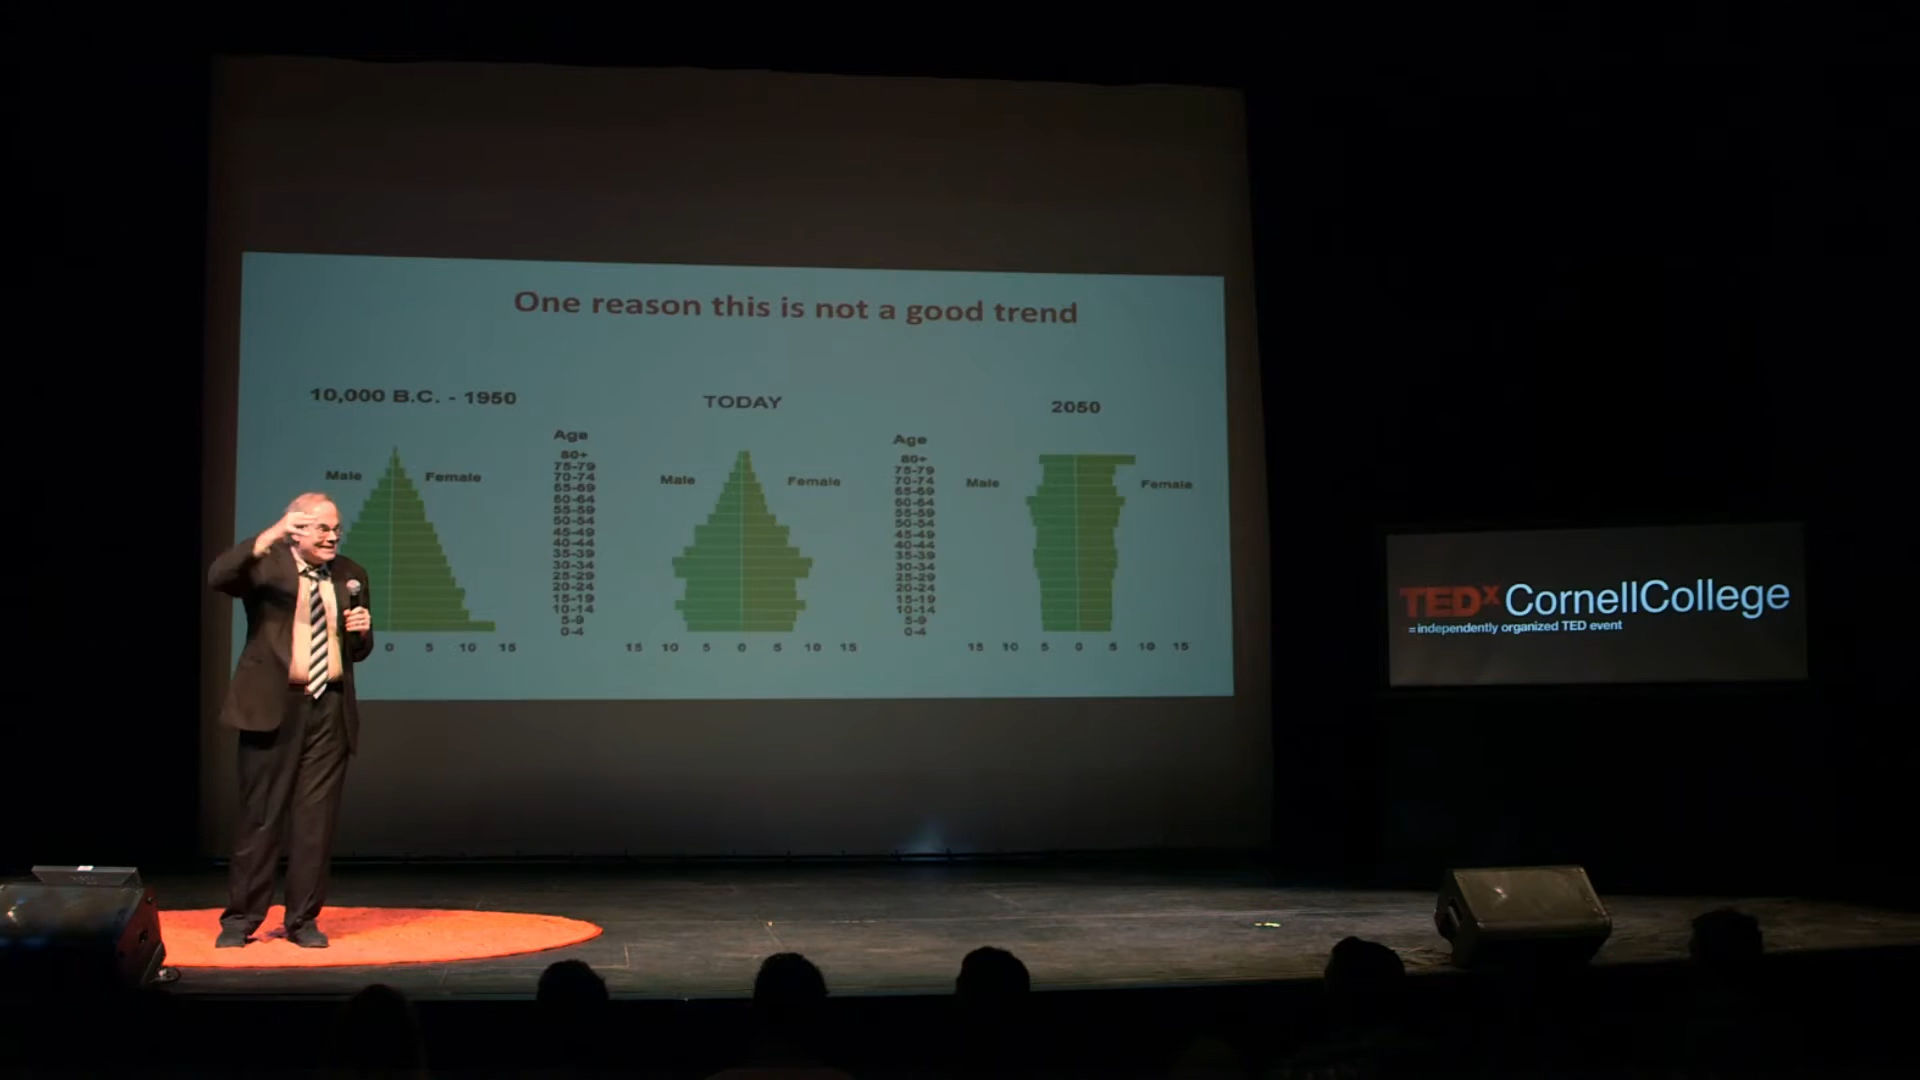 One reason this is not a good trend
10,000 B.C. - 1950
TODAY
2050
Age
Age
Male
Female
Male
Female
Male
Female
80+
75-79
70-74
65-69
60-64
55-59
50-54
45-49
40-44
35-39
30-34
25-29
20-24
15-19
10-14
5-9
0-4
80+
75-79
70-74
65-69
60-64
55-59
50-54
45-49
40-44
35-39
30-34
25-29
20-24
15-19
10-14
5-9
0-4
0 5 10 15
15 10 5 0 5 10 15
15 10 5 0 5 10 15
TEDx CornellCollege
= independently organized TED event